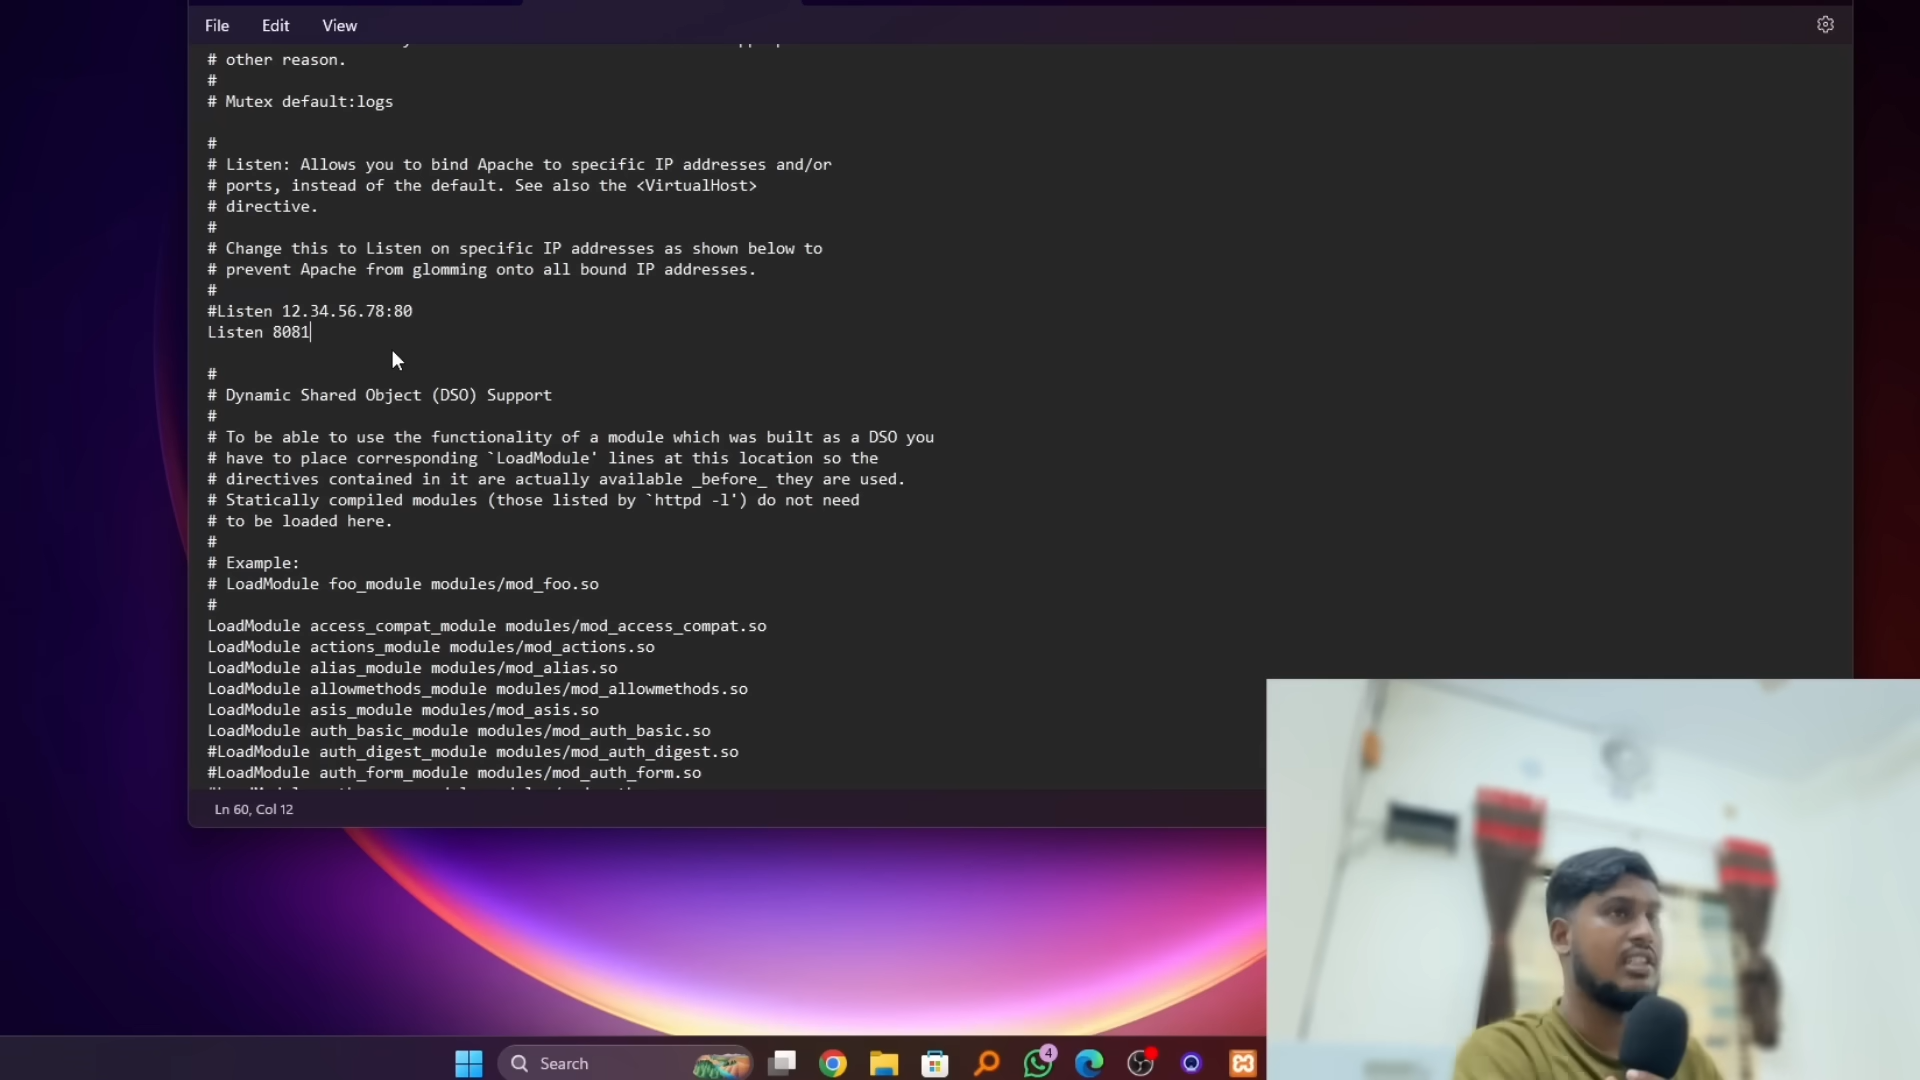 File Edit View
# other reason.
#
# Mutex default:logs
#
# Listen: Allows you to bind Apache to specific IP addresses and/or
# ports, instead of the default. See also the <VirtualHost>
# directive.
#
# Change this to Listen on specific IP addresses as shown below to
# prevent Apache from glomming onto all bound IP addresses.
#
#Listen 12.34.56.78:80
Listen 8081
#
# Dynamic Shared Object (DSO) Support
#
# To be able to use the functionality of a module which was built as a DSO you
# have to place corresponding `LoadModule' lines at this location so the
# directives contained in it are actually available _before_ they are used.
# Statically compiled modules (those listed by `httpd -l') do not need
# to be loaded here.
#
# Example:
# LoadModule foo_module modules/mod_foo.so
#
LoadModule access_compat_module modules/mod_access_compat.so
LoadModule actions_module modules/mod_actions.so
LoadModule alias_module modules/mod_alias.so
LoadModule allowmethods_module modules/mod_allowmethods.so
LoadModule asis_module modules/mod_asis.so
LoadModule auth_basic_module modules/mod_auth_basic.so
#LoadModule auth_digest_module modules/mod_auth_digest.so
#LoadModule auth_form_module modules/mod_auth_form.so
Ln 60, Col 12
Search
4